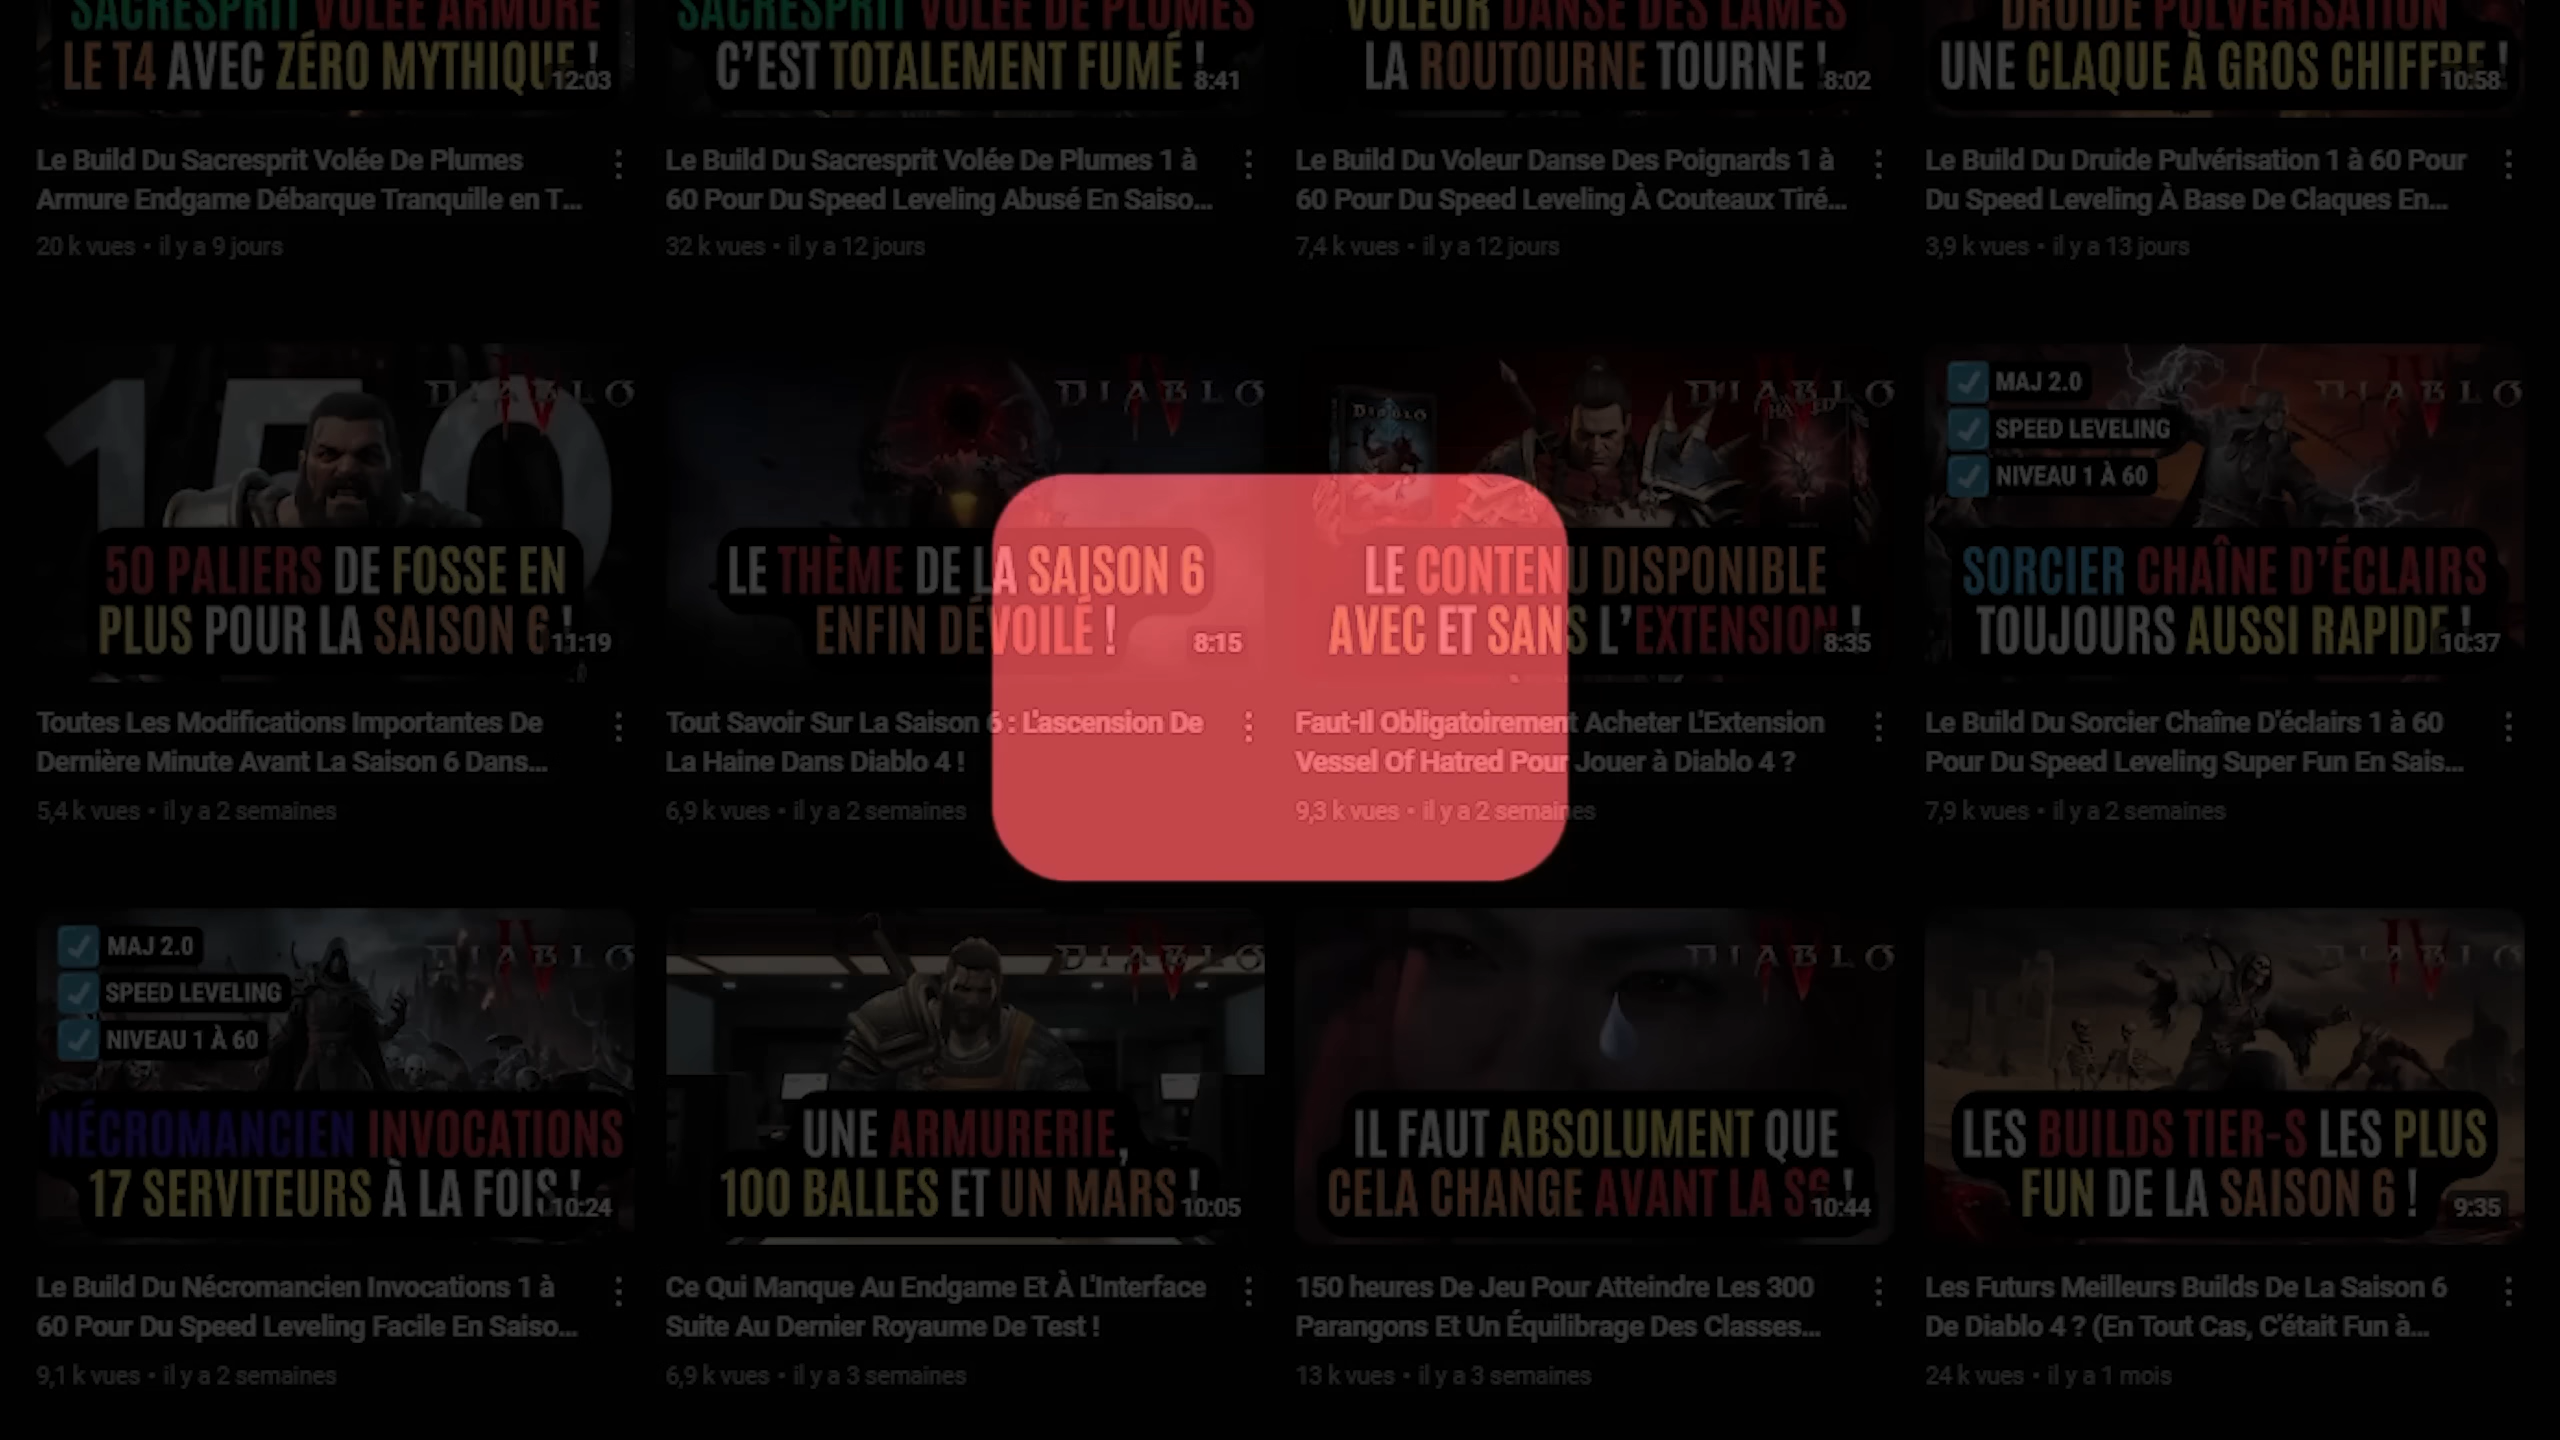 SACRESPRIT VOLÉE ARMURE
LE T4 AVEC ZÉRO MYTHIQUE !
12:03
Le Build Du Sacresprit Volée De Plumes
Armure Endgame Débarque Tranquille en T...
20 k vues • il y a 9 jours
SACRESPRIT VOLÉE DE PLUMES
C'EST TOTALEMENT FUMÉ !
8:41
Le Build Du Sacresprit Volée De Plumes 1 à
60 Pour Du Speed Leveling Abusé En Saiso...
32 k vues • il y a 12 jours
VOLEUR DANSE DES LAMES
LA ROUTOURNE TOURNE !
8:02
Le Build Du Voleur Danse Des Poignards 1 à
60 Pour Du Speed Leveling À Couteaux Tiré...
7,4 k vues • il y a 12 jours
DRUIDE PULVÉRISATION
UNE CLAQUE À GROS CHIFFRE !
10:58
Le Build Du Druide Pulvérisation 1 à 60 Pour
Du Speed Leveling À Base De Claques En...
3,9 k vues • il y a 13 jours
150
DIABLO IV
50 PALIERS DE FOSSE EN
PLUS POUR LA SAISON 6 !
11:19
Toutes Les Modifications Importantes De
Dernière Minute Avant La Saison 6 Dans...
5,4 k vues • il y a 2 semaines
DIABLO IV
LE THÈME DE LA SAISON 6
ENFIN DÉVOILÉ !
8:15
Tout Savoir Sur La Saison 6 : L'ascension De
La Haine Dans Diablo 4 !
6,9 k vues • il y a 2 semaines
DIABLO IV
DIABLO
LE CONTENU DISPONIBLE
AVEC ET SANS L'EXTENSION !
8:35
Faut-Il Obligatoirement Acheter L'Extension
Vessel Of Hatred Pour Jouer à Diablo 4 ?
9,3 k vues • il y a 2 semaines
MAJ 2.0
SPEED LEVELING
NIVEAU 1 À 60
DIABLO IV
SORCIER CHAÎNE D'ÉCLAIRS
TOUJOURS AUSSI RAPIDE !
10:37
Le Build Du Sorcier Chaîne D'éclairs 1 à 60
Pour Du Speed Leveling Super Fun En Sais...
7,9 k vues • il y a 2 semaines
MAJ 2.0
SPEED LEVELING
NIVEAU 1 À 60
DIABLO IV
NÉCROMANCIEN INVOCATIONS
17 SERVITEURS À LA FOIS !
10:24
Le Build Du Nécromancien Invocations 1 à
60 Pour Du Speed Leveling Facile En Saiso...
9,1 k vues • il y a 2 semaines
DIABLO IV
UNE ARMURERIE,
100 BALLES ET UN MARS !
10:05
Ce Qui Manque Au Endgame Et À L'Interface
Suite Au Dernier Royaume De Test !
6,9 k vues • il y a 3 semaines
DIABLO IV
IL FAUT ABSOLUMENT QUE
CELA CHANGE AVANT LA S6 !
10:44
150 heures De Jeu Pour Atteindre Les 300
Parangons Et Un Équilibrage Des Classes...
13 k vues • il y a 3 semaines
DIABLO IV
LES BUILDS TIER-S LES PLUS
FUN DE LA SAISON 6 !
9:35
Les Futurs Meilleurs Builds De La Saison 6
De Diablo 4 ? (En Tout Cas, C'était Fun à...
24 k vues • il y a 1 mois